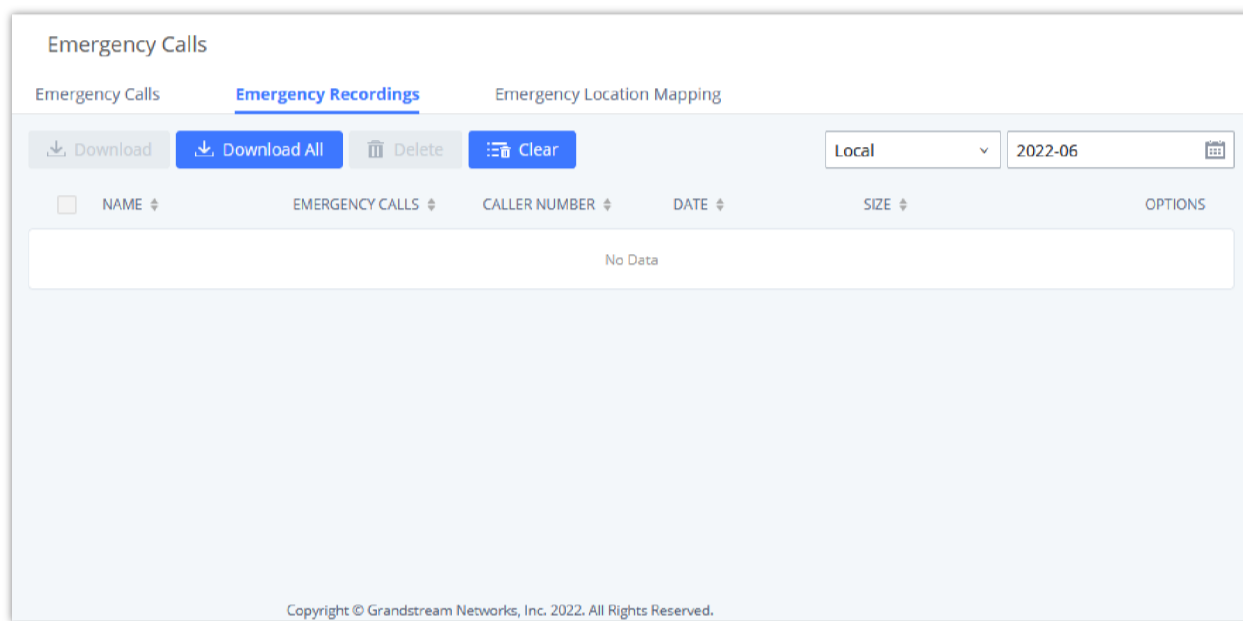 Emergency Calls
Emergency Calls Emergency Recordings Emergency Location Mapping
Download Download All Delete Clear Local 2022-06
NAME EMERGENCY CALLS CALLER NUMBER DATE SIZE OPTIONS
No Data
Copyright © Grandstream Networks, Inc. 2022. All Rights Reserved.